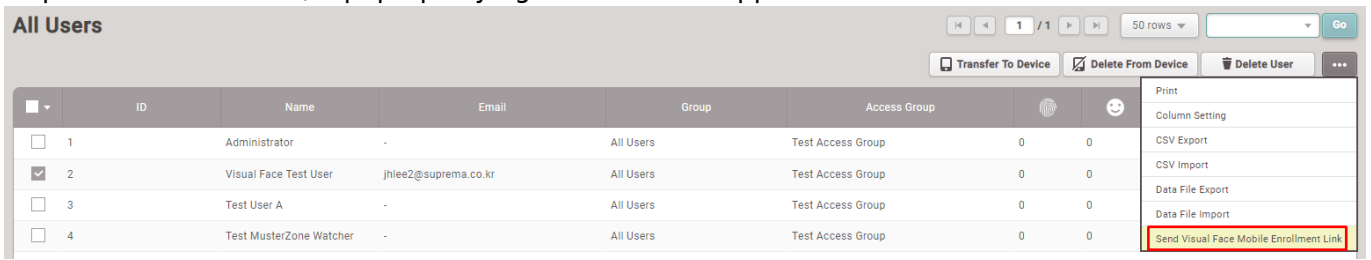 All Users
1 / 1
50 rows
Go
Transfer To Device
Delete From Device
Delete User
ID Name Email Group Access Group
1 Administrator - All Users Test Access Group 0 0
2 Visual Face Test User jhlee2@suprema.co.kr All Users Test Access Group 0 0
3 Test User A - All Users Test Access Group 0 0
4 Test MusterZone Watcher - All Users Test Access Group 0 0
Print
Column Setting
CSV Export
CSV Import
Data File Export
Data File Import
Send Visual Face Mobile Enrollment Link